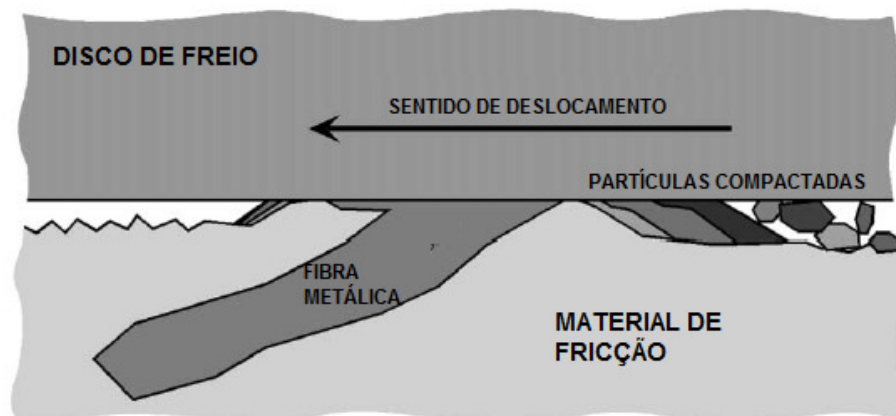 DISCO DE FREIO
SENTIDO DE DESLOCAMENTO
PARTÍCULAS COMPACTADAS
FIBRA
METÁLICA
MATERIAL DE
FRICÇÃO